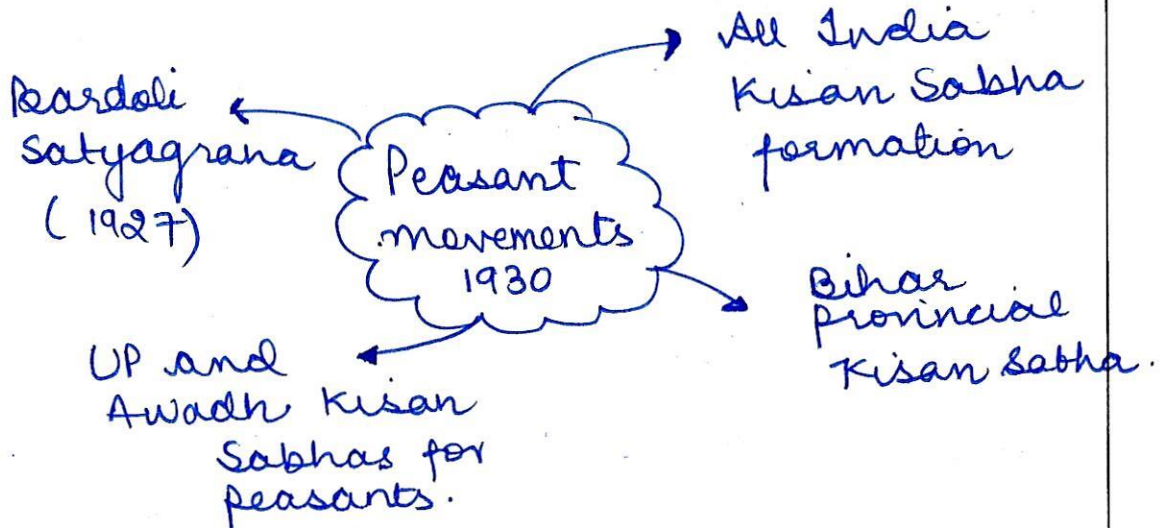 Peasant
movements
1930
All India
Kisan Sabha
formation
Bihar
provincial
Kisan Sabha.
UP and
Awadh Kisan
Sabhas for
peasants.
Bardoli
Satyagraha
(1927)